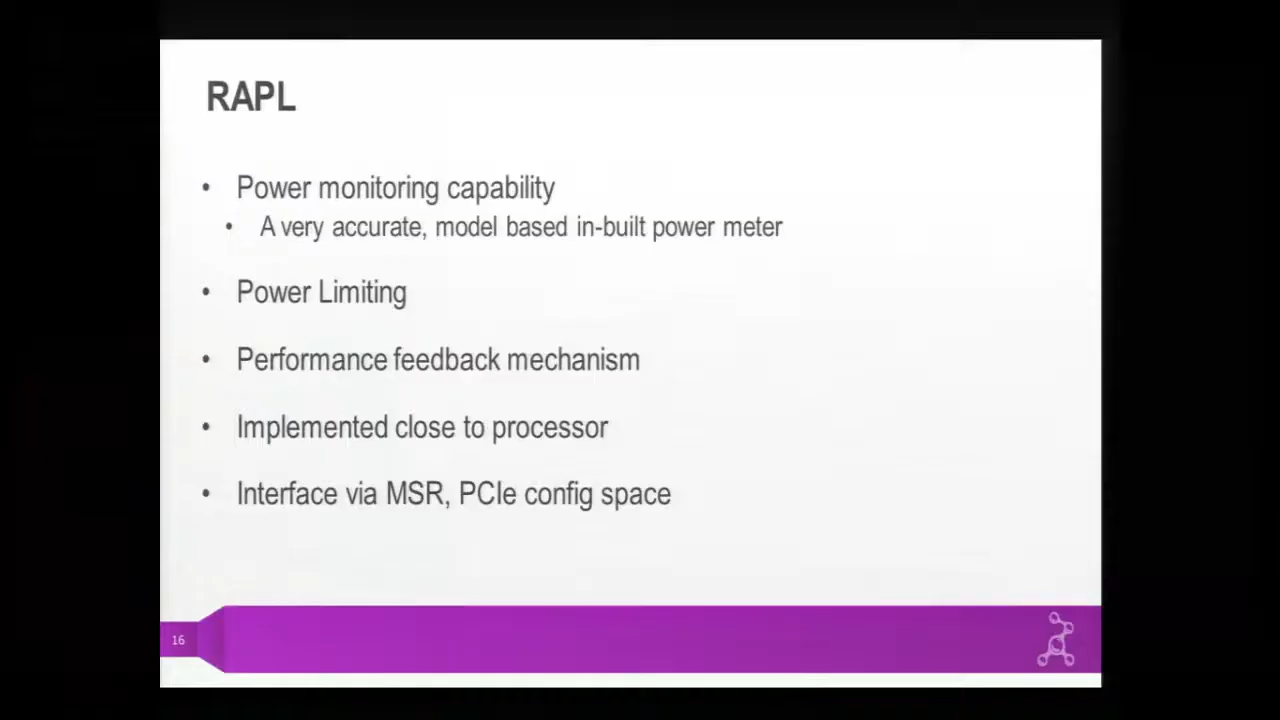 RAPL
• Power monitoring capability
• A very accurate, model based in-built power meter
• Power Limiting
• Performance feedback mechanism
• Implemented close to processor
• Interface via MSR, PCIe config space
16